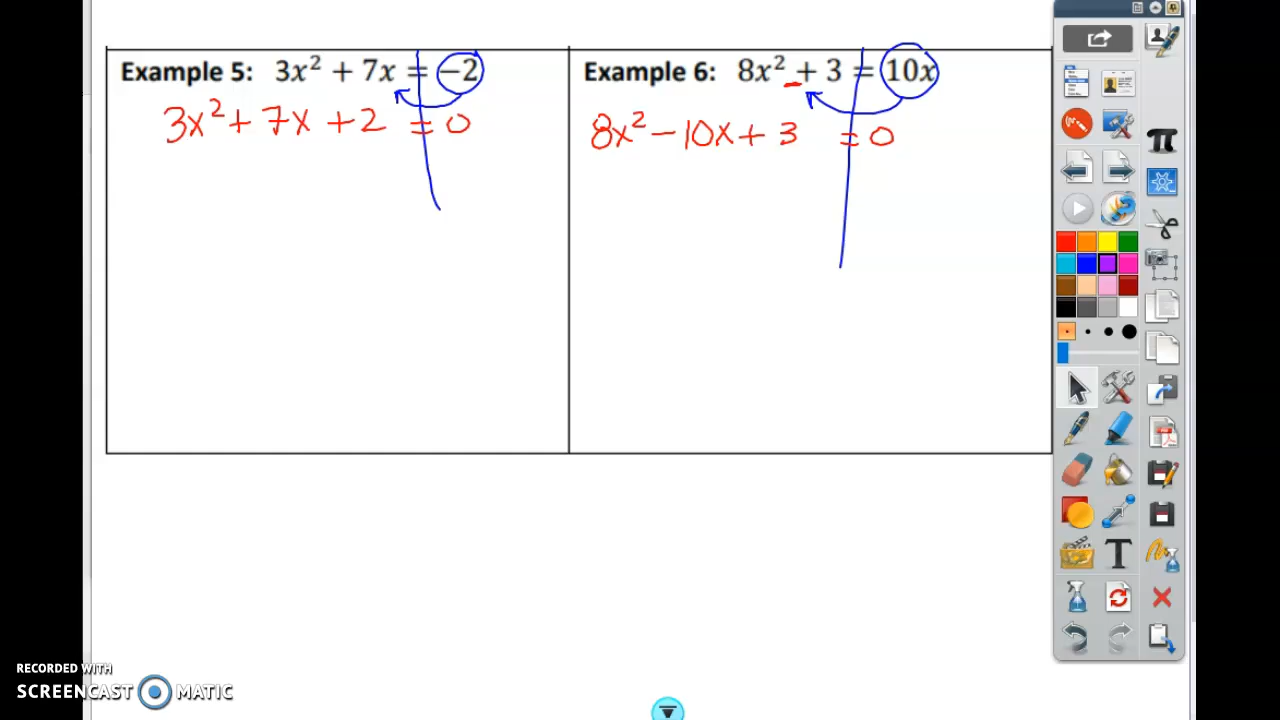 Example 5: 3x² + 7x = −2
3x² + 7x + 2 = 0
Example 6: 8x² + 3 = 10x
8x² − 10x + 3 = 0
π
T
RECORDED WITH
SCREENCAST MATIC